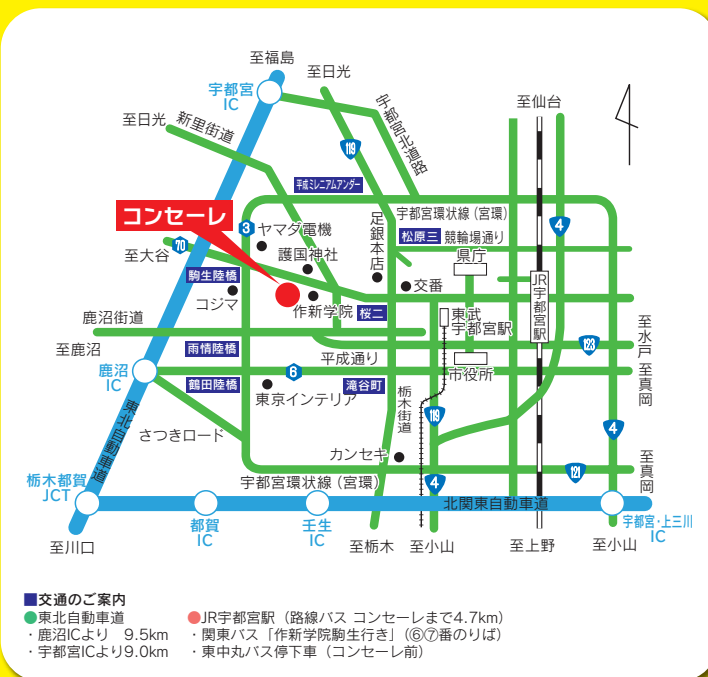 至福島
至日光
宇都宮
IC
至仙台
至日光
新里街道
宇都宮北道路
119
平成ミレニアムアンダー
コンセーレ
3
ヤマダ電機
足銀本店
宇都宮環状線(宮環)
4
松原三
競輪場通り
70
至大谷
護国神社
県庁
駒生陸橋
コジマ
作新学院
桜二
交番
JR宇都宮駅
東武
宇都宮駅
鹿沼街道
至水戸
至鹿沼
雨情陸橋
平成通り
123
鹿沼
IC
6
市役所
至真岡
鶴田陸橋
東京インテリア
滝谷町
栃木街道
119
東北自動車道
さつきロード
4
カンセキ
至真岡
121
栃木都賀
JCT
宇都宮環状線(宮環)
4
北関東自動車道
都賀
IC
壬生
IC
宇都宮・上三川
IC
至川口
至栃木
至小山
至上野
至小山
■交通のご案内
●東北自動車道
・鹿沼ICより 9.5km
・宇都宮ICより9.0km
●JR宇都宮駅(路線バス コンセーレまで4.7km)
・関東バス「作新学院駒生行き」(⑥⑦番のりば)
・東中丸バス停下車(コンセーレ前)